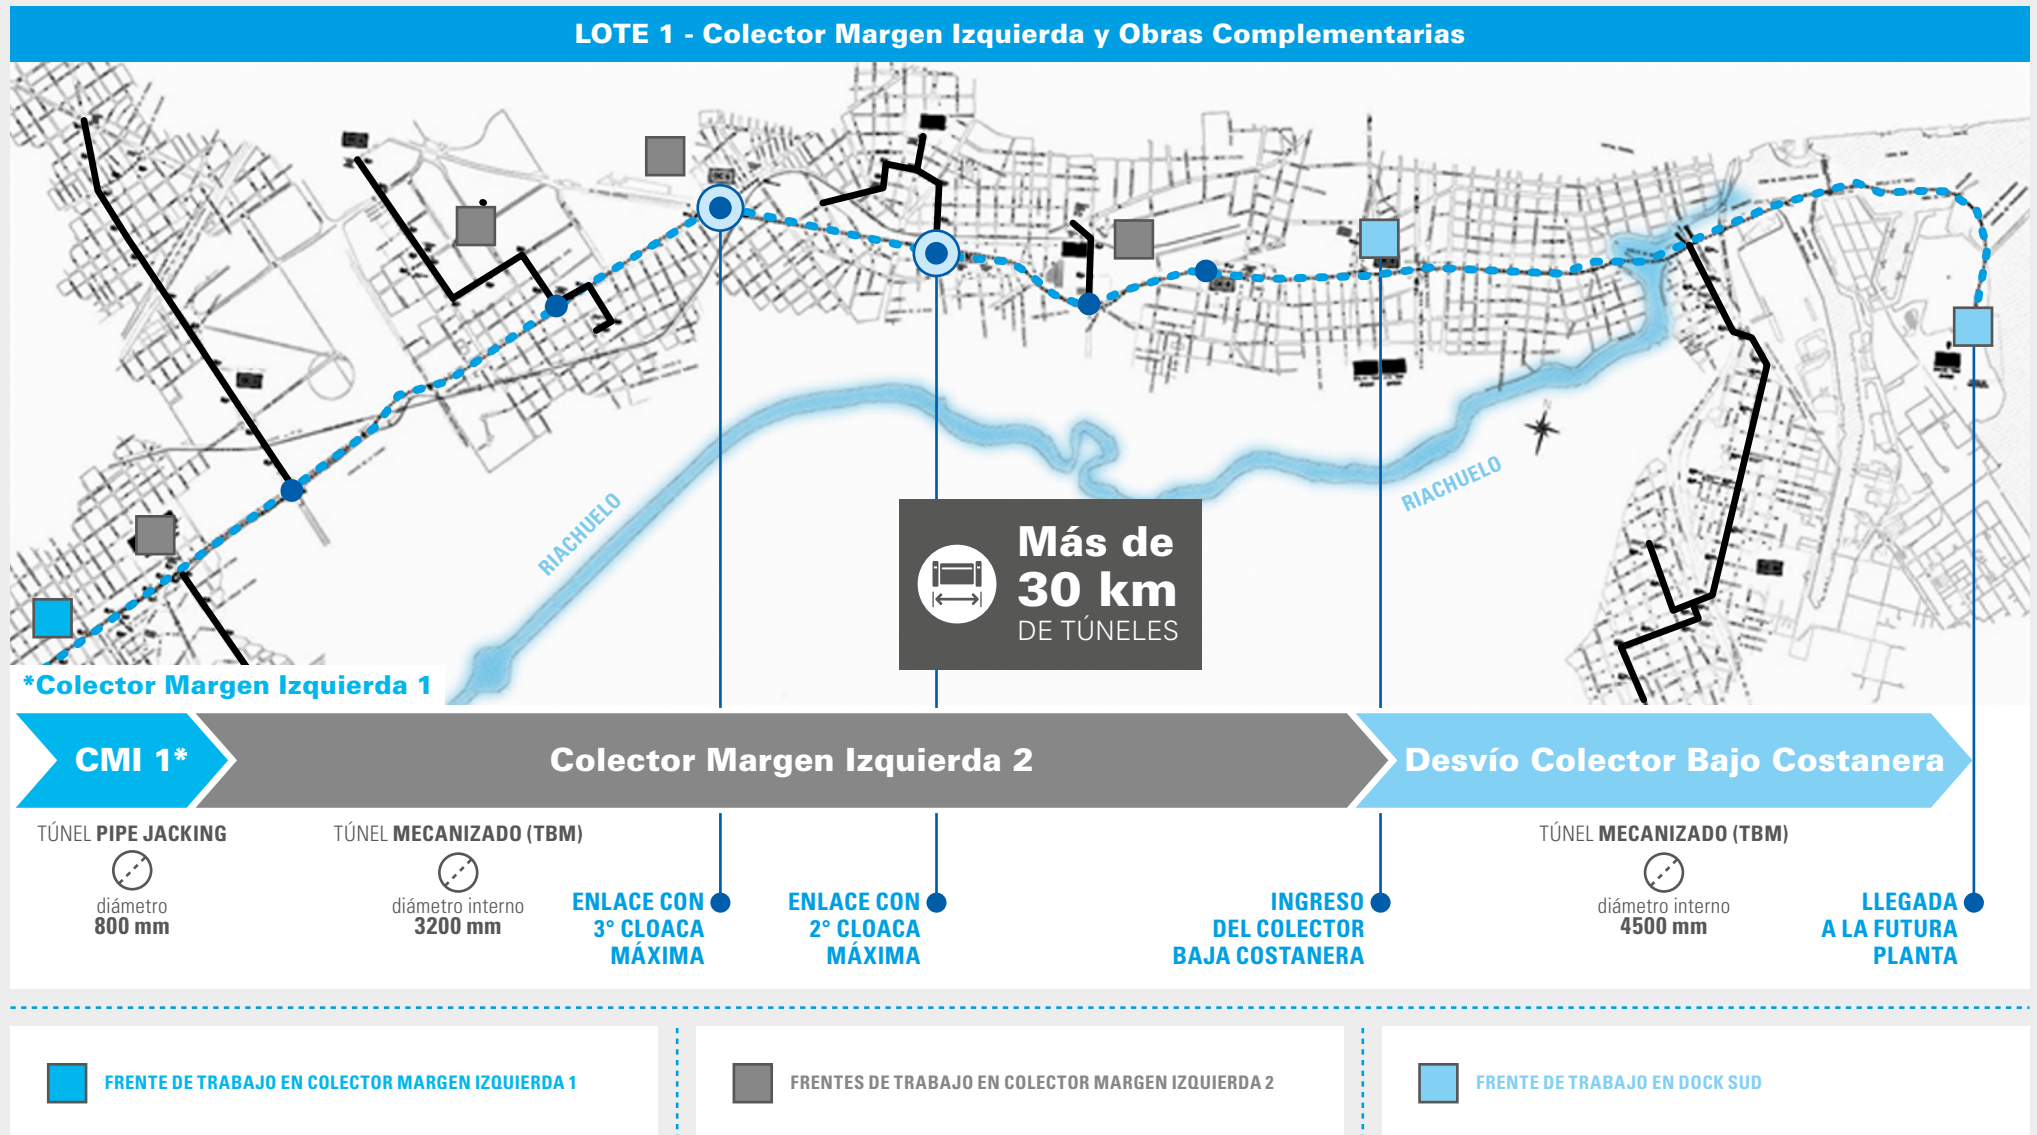 LOTE 1 - Colector Margen Izquierda y Obras Complementarias
RIACHUELO
RIACHUELO
N
Más de
30 km
DE TÚNELES
*Colector Margen Izquierda 1
CMI 1*
Colector Margen Izquierda 2
Desvío Colector Bajo Costanera
TÚNEL PIPE JACKING
diámetro
800 mm
TÚNEL MECANIZADO (TBM)
diámetro interno
3200 mm
ENLACE CON
3° CLOACA
MÁXIMA
ENLACE CON
2° CLOACA
MÁXIMA
INGRESO
DEL COLECTOR
BAJA COSTANERA
TÚNEL MECANIZADO (TBM)
diámetro interno
4500 mm
LLEGADA
A LA FUTURA
PLANTA
FRENTE DE TRABAJO EN COLECTOR MARGEN IZQUIERDA 1
FRENTES DE TRABAJO EN COLECTOR MARGEN IZQUIERDA 2
FRENTE DE TRABAJO EN DOCK SUD